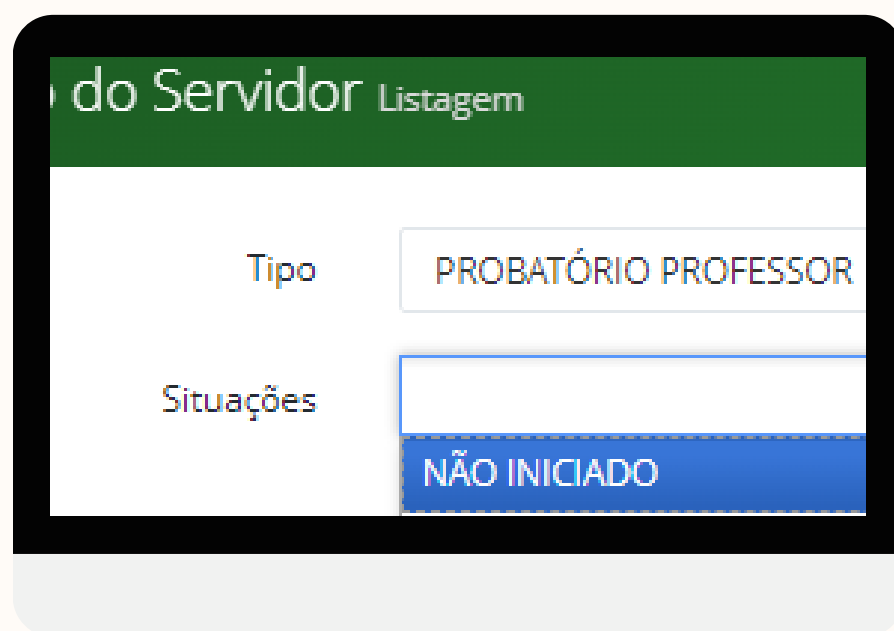 do Servidor Listagem
Tipo PROBATÓRIO PROFESSOR
Situações
NÃO INICIADO